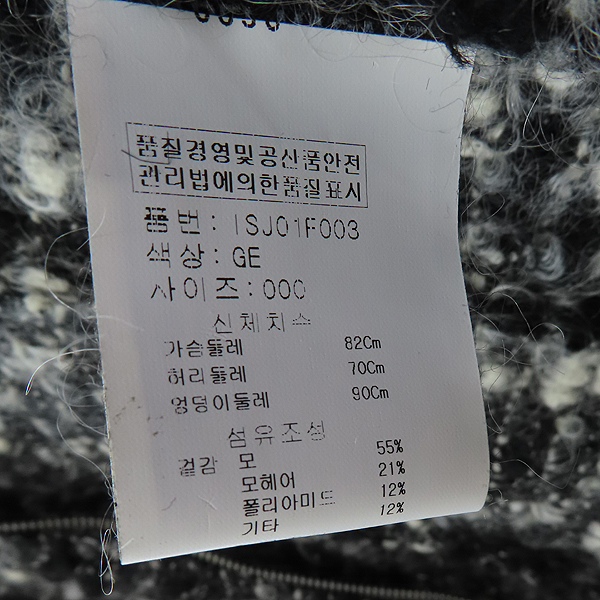 품질경영및공산품안전
관리법에의한품질표시
품번: ISJ01F003
색상: GE
사이즈: 000
신체치수
가슴둘레 82Cm
허리둘레 70Cm
엉덩이둘레 90Cm
섬유조성
겉감 모 55%
모헤어 21%
폴리아미드 12%
기타 12%